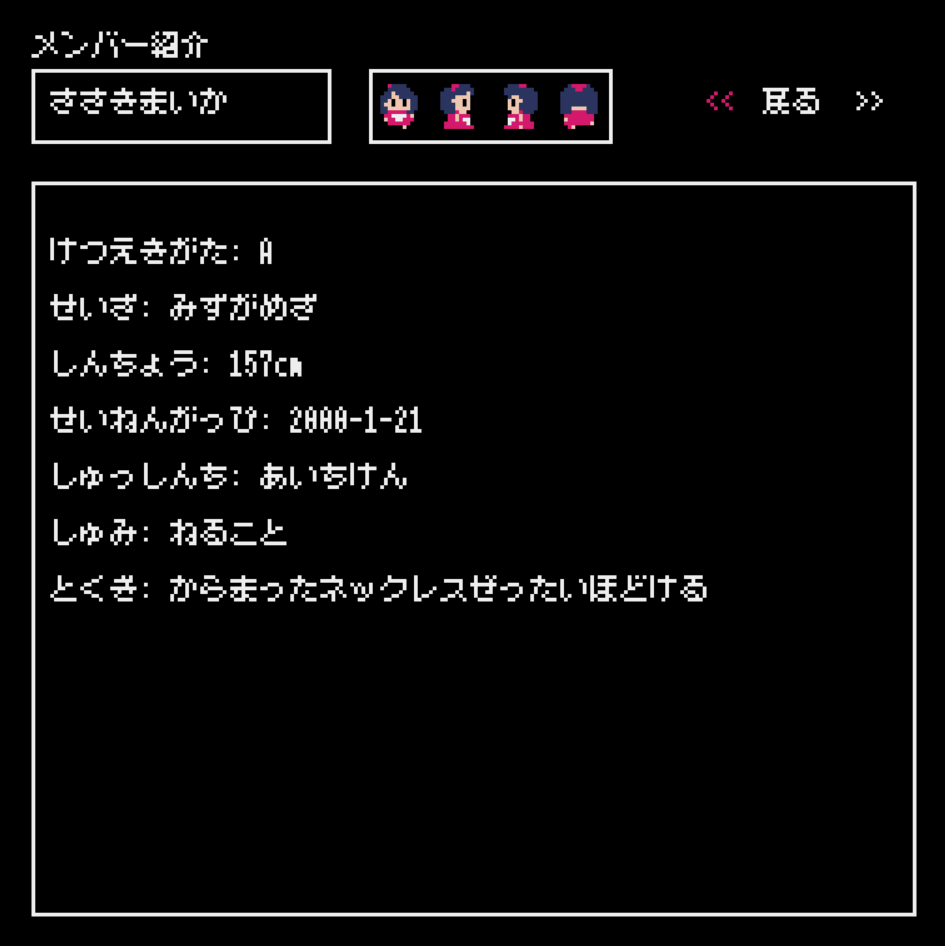 メンバー紹介
ささきまいか
<< 戻る >>
けつえきがた: A
せいざ: みずがめざ
しんちょう: 157cm
せいねんがっぴ: 2000-1-21
しゅっしんち: あいちけん
しゅみ: ねること
とくぎ: からまったネックレスぜったいほどける